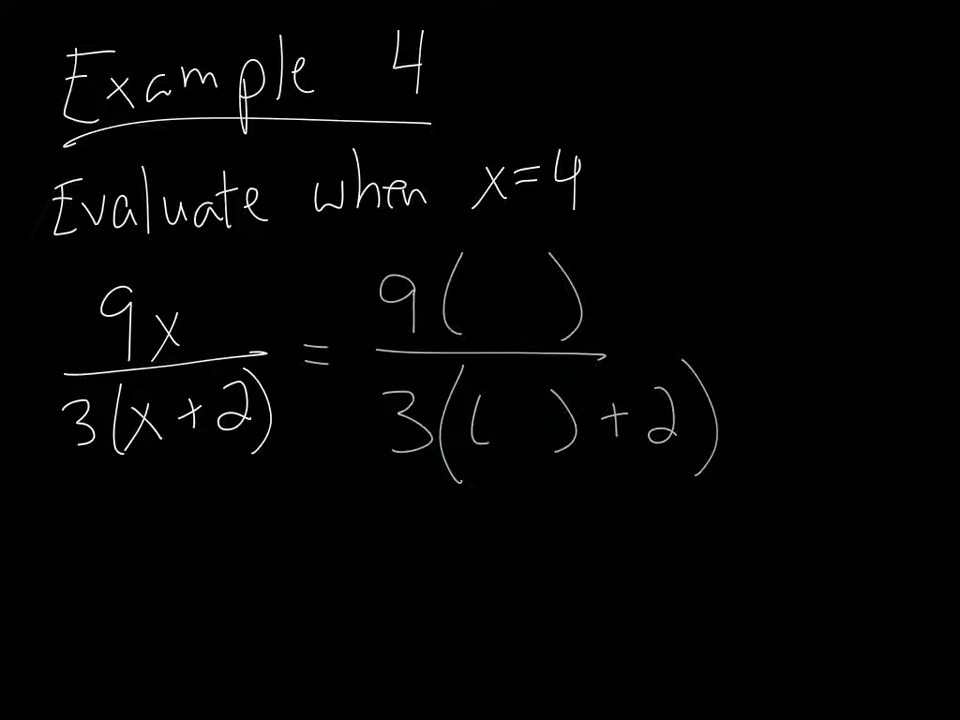 Example 4
Evaluate when x=4
9x / 3(x+2) = 9( ) / 3(( )+2)